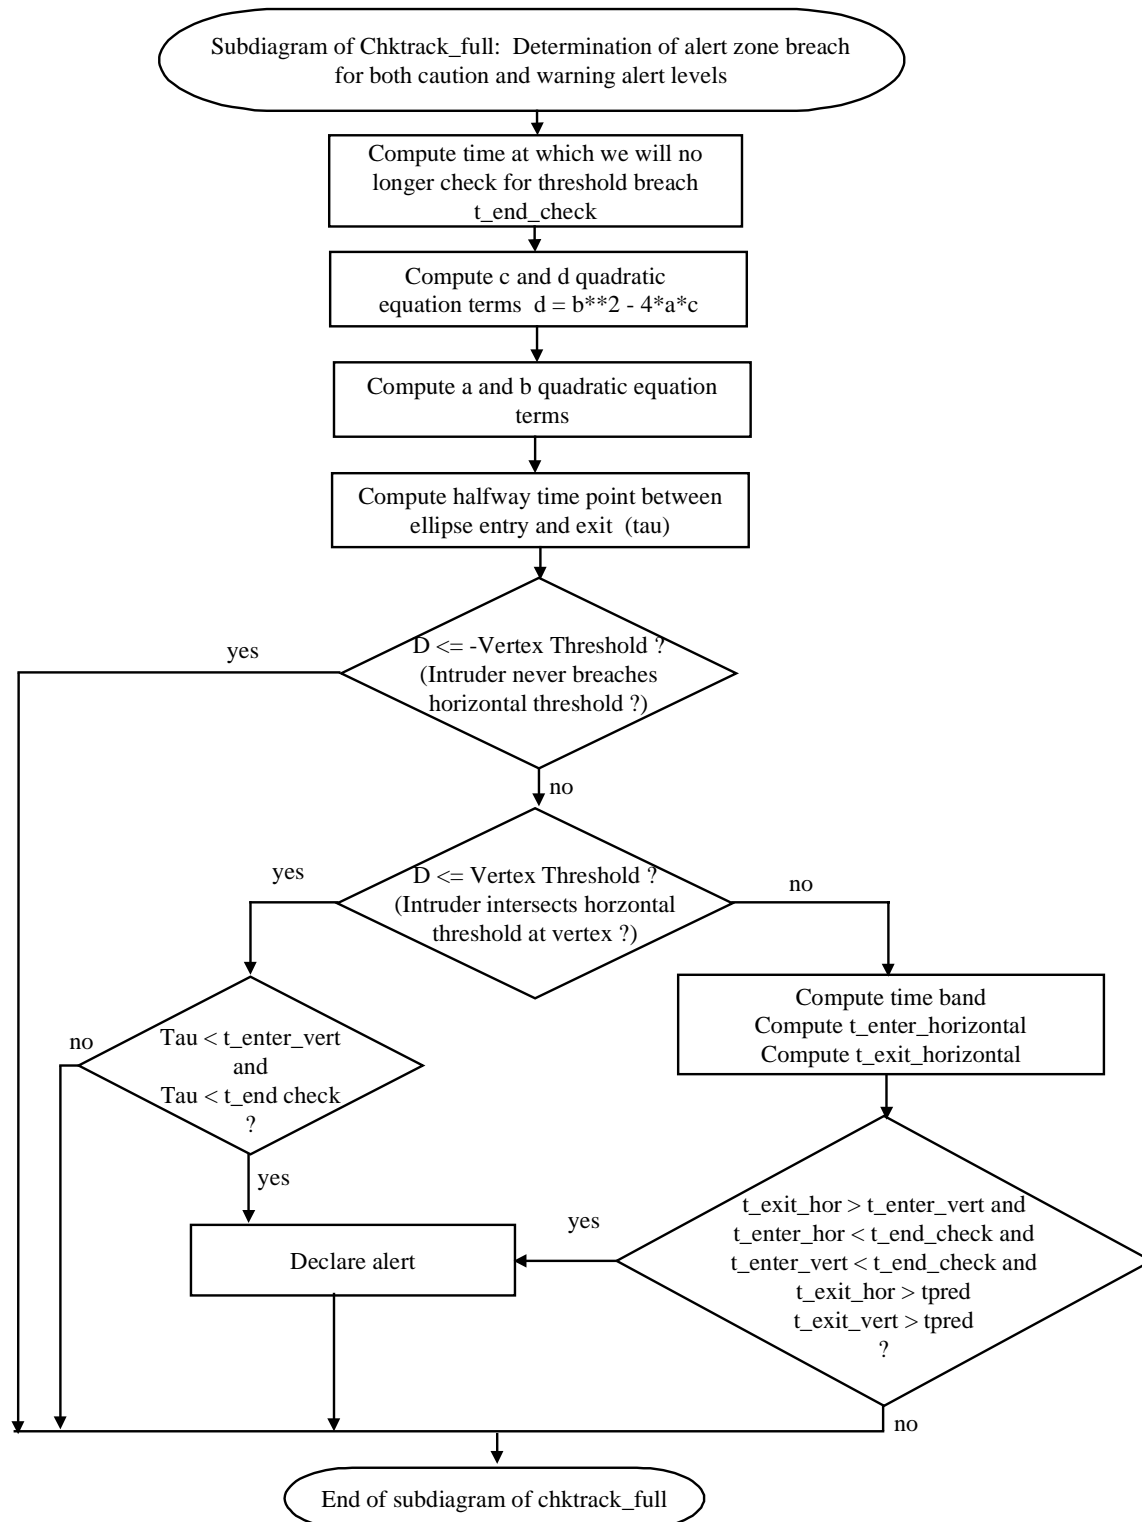 Subdiagram of Chktrack_full:  Determination of alert zone breach
for both caution and warning alert levels
Compute time at which we will no
longer check for threshold breach
t_end_check
Compute c and d quadratic
equation terms  d = b**2 - 4*a*c
Compute a and b quadratic equation
terms
Compute halfway time point between
ellipse entry and exit  (tau)
D <= -Vertex Threshold ?
(Intruder never breaches
horizontal threshold ?)
yes
no
D <= Vertex Threshold ?
(Intruder intersects horzontal
threshold at vertex ?)
yes
no
Tau < t_enter_vert
and
Tau < t_end check
?
no
yes
Compute time band
Compute t_enter_horizontal
Compute t_exit_horizontal
t_exit_hor > t_enter_vert and
t_enter_hor < t_end_check and
t_enter_vert < t_end_check and
t_exit_hor > tpred
t_exit_vert > tpred
?
yes
no
Declare alert
End of subdiagram of chktrack_full